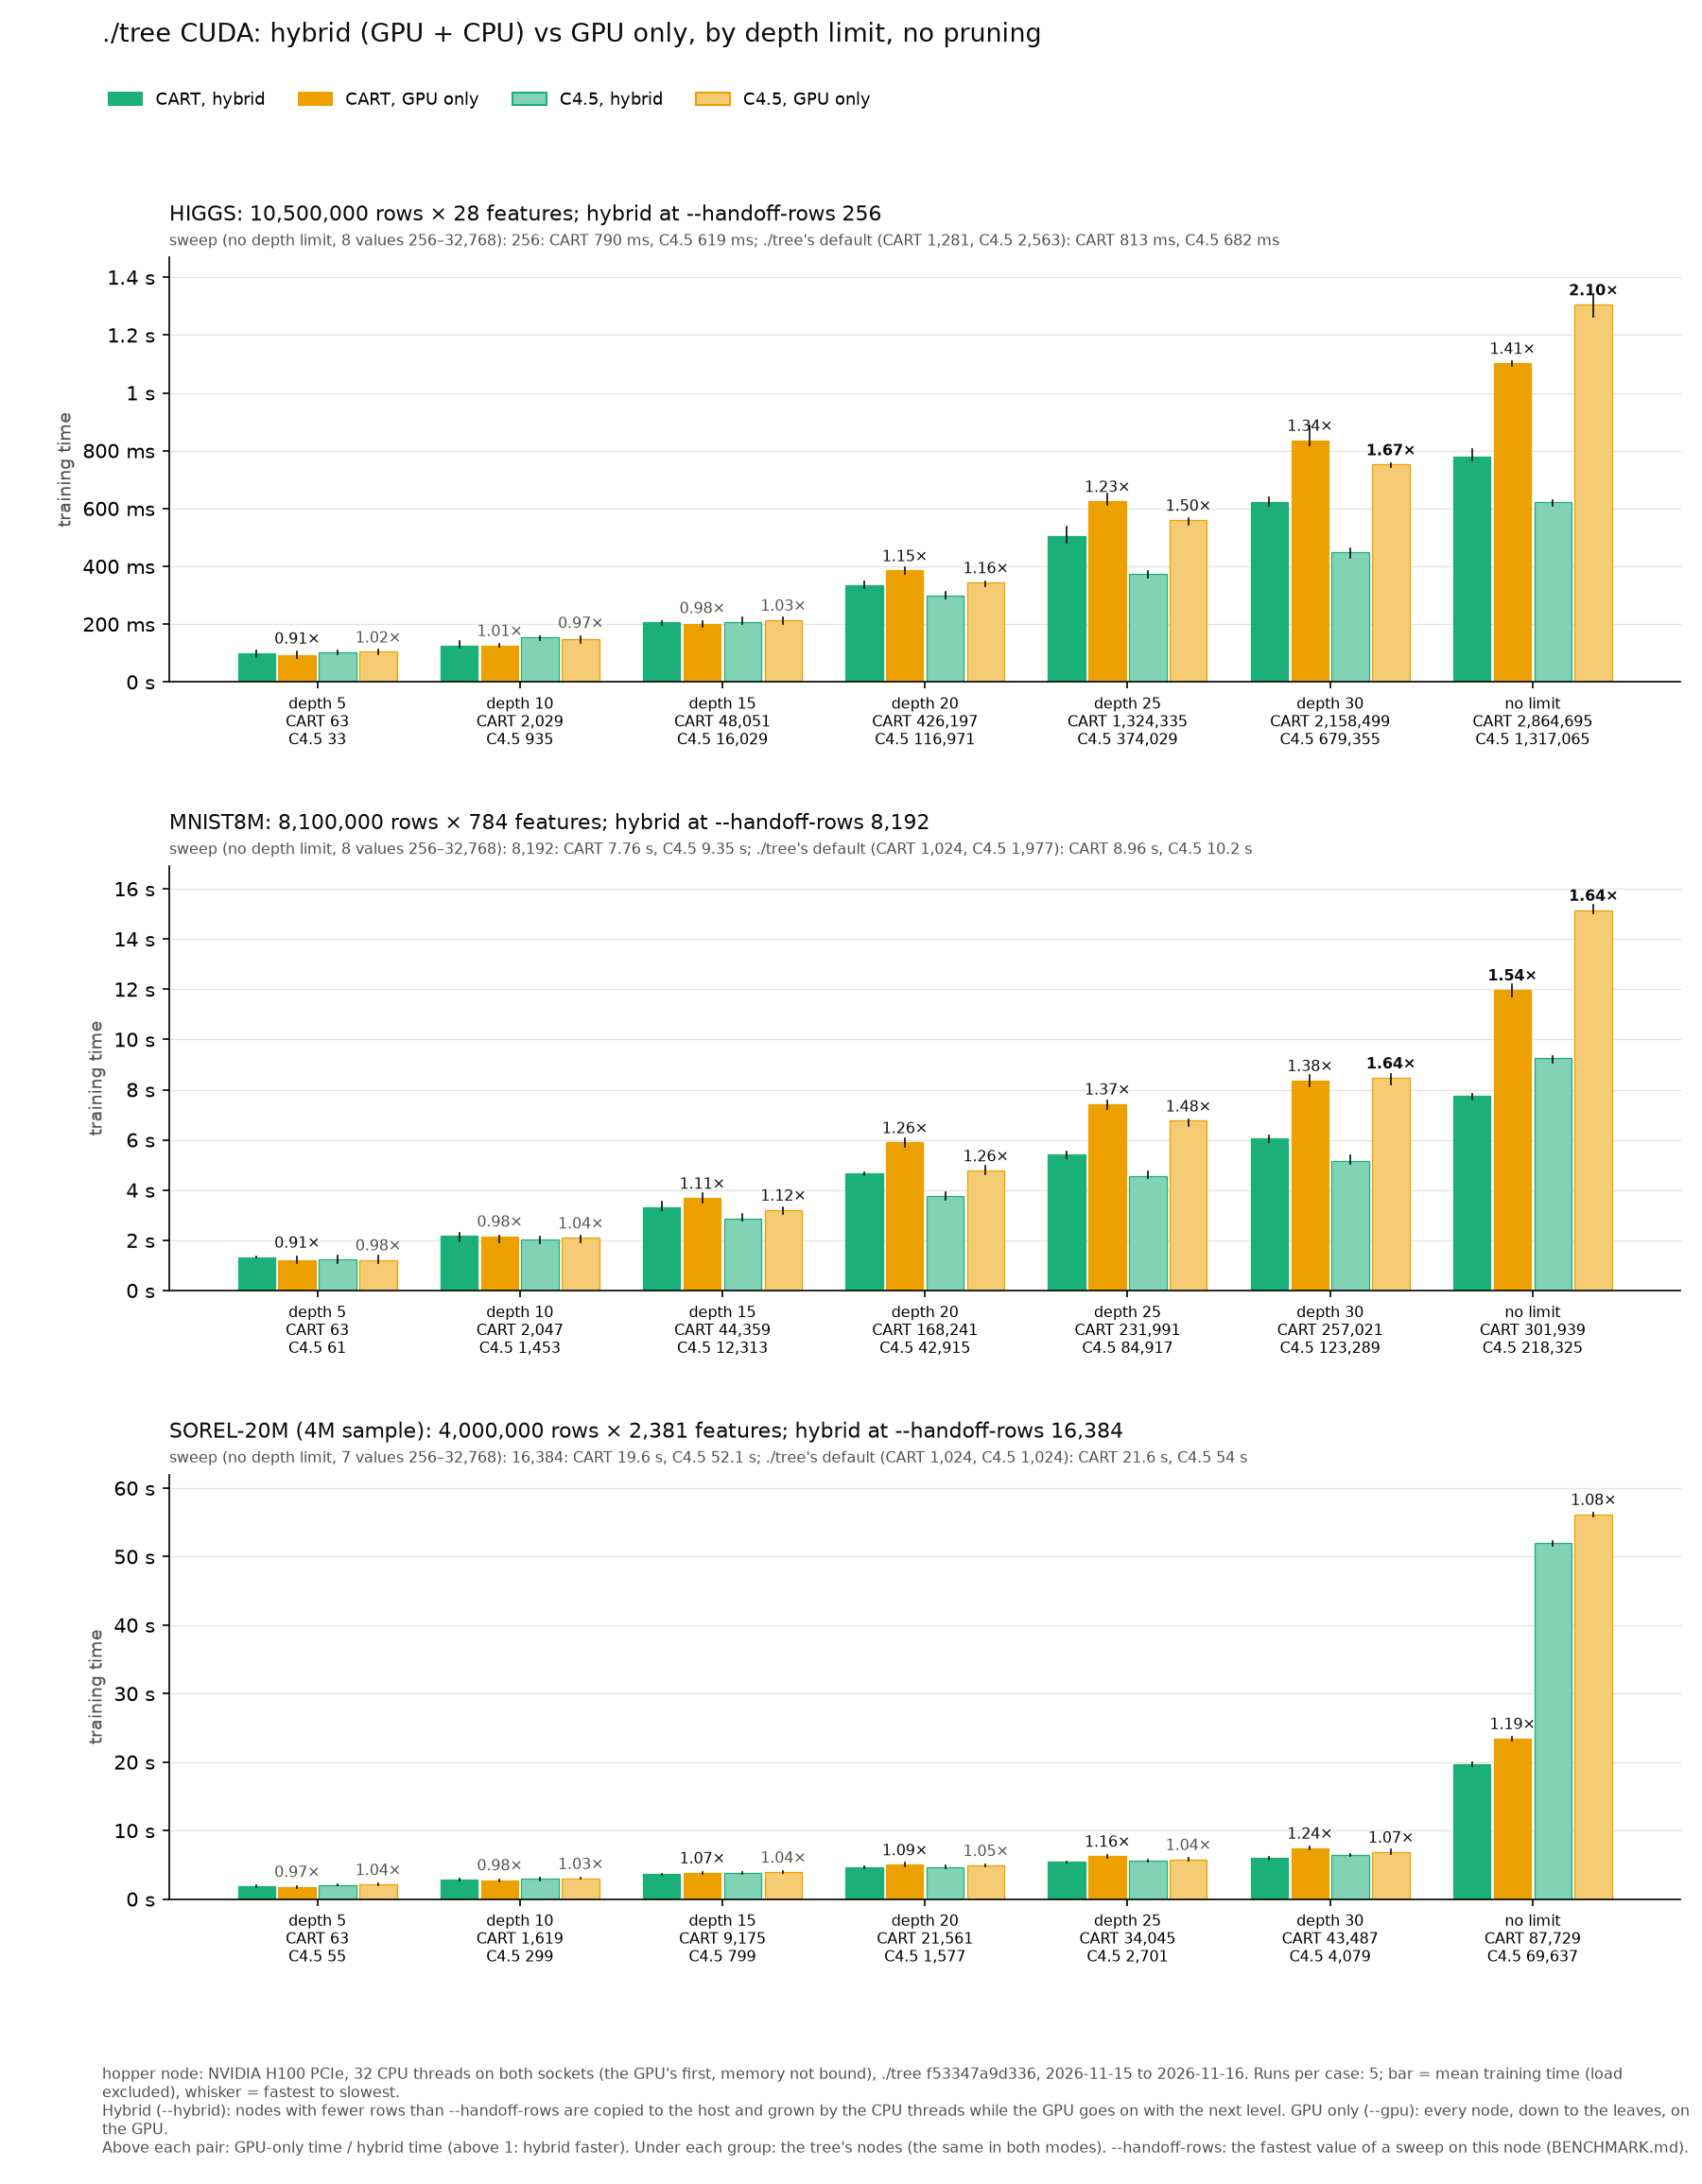 ./tree CUDA: hybrid (GPU + CPU) vs GPU only, by depth limit, no pruning
CART, hybrid
CART, GPU only
C4.5, hybrid
C4.5, GPU only
HIGGS: 10,500,000 rows × 28 features; hybrid at --handoff-rows 256
sweep (no depth limit, 8 values 256–32,768): 256: CART 790 ms, C4.5 619 ms; ./tree's default (CART 1,281, C4.5 2,563): CART 813 ms, C4.5 682 ms
training time
1.4 s
1.2 s
1 s
800 ms
600 ms
400 ms
200 ms
0 s
0.91×
1.02×
1.01×
0.97×
0.98×
1.03×
1.15×
1.16×
1.23×
1.50×
1.34×
1.67×
1.41×
2.10×
depth 5
CART 63
C4.5 33
depth 10
CART 2,029
C4.5 935
depth 15
CART 48,051
C4.5 16,029
depth 20
CART 426,197
C4.5 116,971
depth 25
CART 1,324,335
C4.5 374,029
depth 30
CART 2,158,499
C4.5 679,355
no limit
CART 2,864,695
C4.5 1,317,065
MNIST8M: 8,100,000 rows × 784 features; hybrid at --handoff-rows 8,192
sweep (no depth limit, 8 values 256–32,768): 8,192: CART 7.76 s, C4.5 9.35 s; ./tree's default (CART 1,024, C4.5 1,977): CART 8.96 s, C4.5 10.2 s
training time
16 s
14 s
12 s
10 s
8 s
6 s
4 s
2 s
0 s
0.91×
0.98×
0.98×
1.04×
1.11×
1.12×
1.26×
1.26×
1.37×
1.48×
1.38×
1.64×
1.54×
1.64×
depth 5
CART 63
C4.5 61
depth 10
CART 2,047
C4.5 1,453
depth 15
CART 44,359
C4.5 12,313
depth 20
CART 168,241
C4.5 42,915
depth 25
CART 231,991
C4.5 84,917
depth 30
CART 257,021
C4.5 123,289
no limit
CART 301,939
C4.5 218,325
SOREL-20M (4M sample): 4,000,000 rows × 2,381 features; hybrid at --handoff-rows 16,384
sweep (no depth limit, 7 values 256–32,768): 16,384: CART 19.6 s, C4.5 52.1 s; ./tree's default (CART 1,024, C4.5 1,024): CART 21.6 s, C4.5 54 s
training time
60 s
50 s
40 s
30 s
20 s
10 s
0 s
0.97×
1.04×
0.98×
1.03×
1.07×
1.04×
1.09×
1.05×
1.16×
1.04×
1.24×
1.07×
1.19×
1.08×
depth 5
CART 63
C4.5 55
depth 10
CART 1,619
C4.5 299
depth 15
CART 9,175
C4.5 799
depth 20
CART 21,561
C4.5 1,577
depth 25
CART 34,045
C4.5 2,701
depth 30
CART 43,487
C4.5 4,079
no limit
CART 87,729
C4.5 69,637
hopper node: NVIDIA H100 PCIe, 32 CPU threads on both sockets (the GPU's first, memory not bound), ./tree f53347a9d336, 2026-11-15 to 2026-11-16. Runs per case: 5; bar = mean training time (load
excluded), whisker = fastest to slowest.
Hybrid (--hybrid): nodes with fewer rows than --handoff-rows are copied to the host and grown by the CPU threads while the GPU goes on with the next level. GPU only (--gpu): every node, down to the leaves, on
the GPU.
Above each pair: GPU-only time / hybrid time (above 1: hybrid faster). Under each group: the tree's nodes (the same in both modes). --handoff-rows: the fastest value of a sweep on this node (BENCHMARK.md).